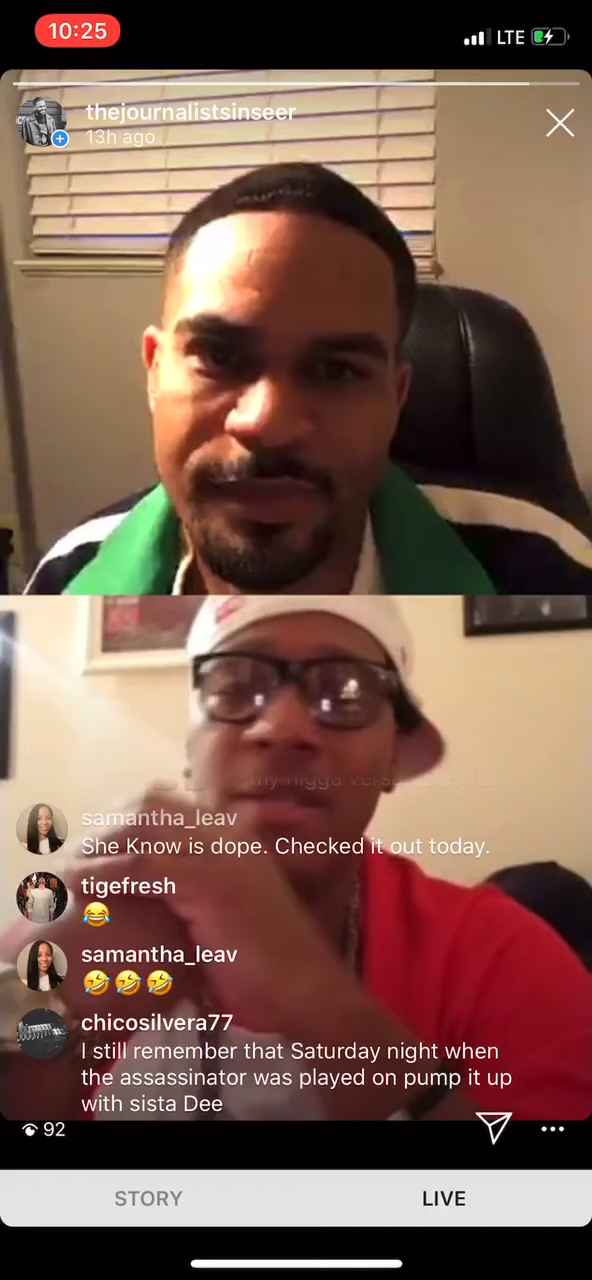 10:25
LTE
thejournalistsinseer
13h ago
samantha_leav
She Know is dope. Checked it out today.
tigefresh
😂
samantha_leav
🤣🤣🤣
chicosilvera77
I still remember that Saturday night when
the assassinator was played on pump it up
with sista Dee
92
STORY
LIVE